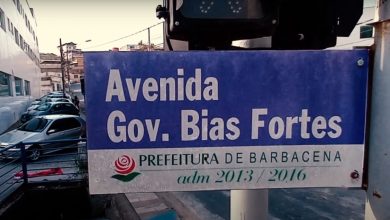 Avenida
Gov. Bias Fortes
PREFEITURA DE BARBACENA
adm 2013 / 2016